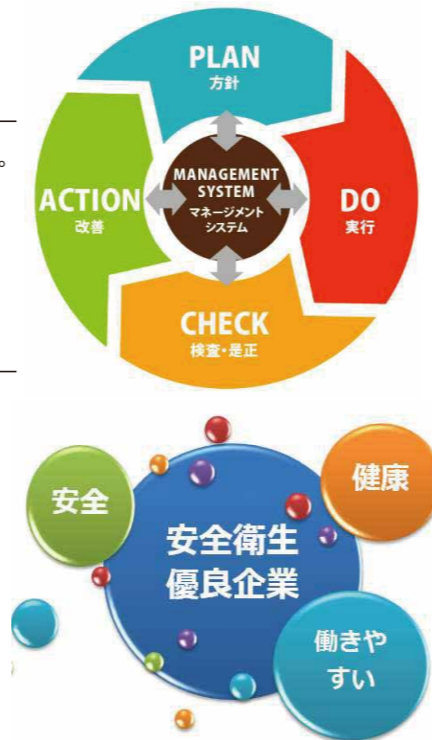 PLAN
方針
。
ACTION
改善
MANAGEMENT
SYSTEM
マネージメント
システム
DO
実行
CHECK
検査・是正
安全
健康
安全衛生
優良企業
働きや
すい